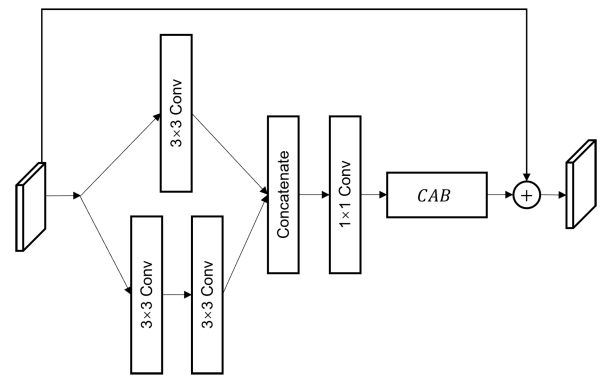 3×3 Conv
3×3 Conv
3×3 Conv
Concatenate
1×1 Conv
CAB
+